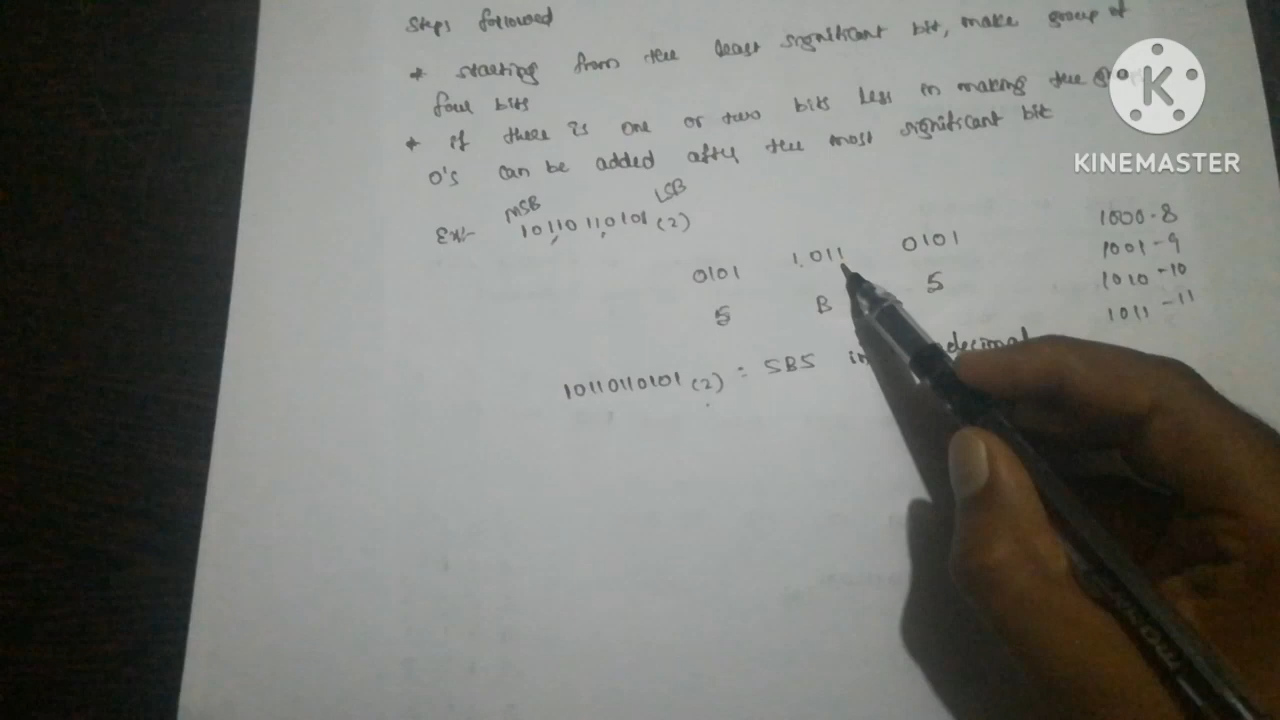 Steps followed
* starting from the least significant bit, make group of
four bits
* if there is one or two bits less in making the
0's can be added after the most significant bit
KINEMASTER
MSB LSB
Ex:- 10110110101 (2)
0101 1011 0101
5 B 5
1000 - 8
1001 - 9
1010 - 10
1011 - 11
10110110101 (2) = 5B5 in decimal